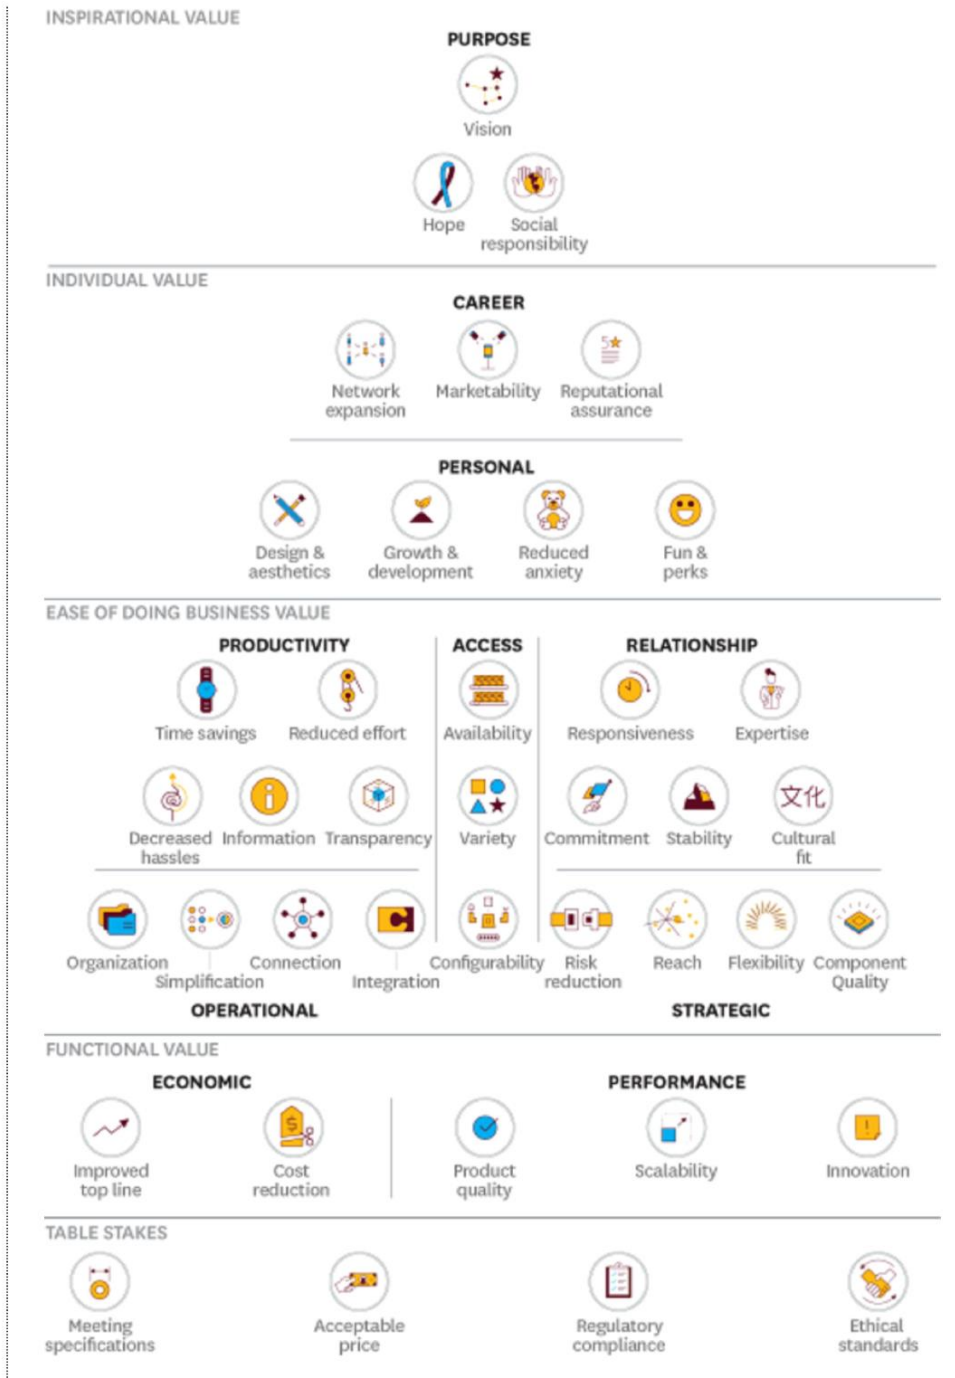 INSPIRATIONAL VALUE
PURPOSE
Vision
Hope
Social
responsibility
INDIVIDUAL VALUE
CAREER
5
Network
expansion
Marketability
Reputational
assurance
PERSONAL
Design &
aesthetics
Growth &
development
Reduced
anxiety
Fun &
perks
EASE OF DOING BUSINESS VALUE
PRODUCTIVITY
Time savings
Reduced effort
Decreased
hassles
Information
Transparency
Organization
Simplification
Connection
Integration
OPERATIONAL
ACCESS
Availability
Variety
Configurability
RELATIONSHIP
Responsiveness
Expertise
Commitment
Stability
文化
Cultural
fit
Risk
reduction
Reach
Flexibility
Component
Quality
STRATEGIC
FUNCTIONAL VALUE
ECONOMIC
Improved
top line
$
Cost
reduction
PERFORMANCE
Product
quality
Scalability
!
Innovation
TABLE STAKES
Meeting
specifications
Acceptable
price
Regulatory
compliance
Ethical
standards